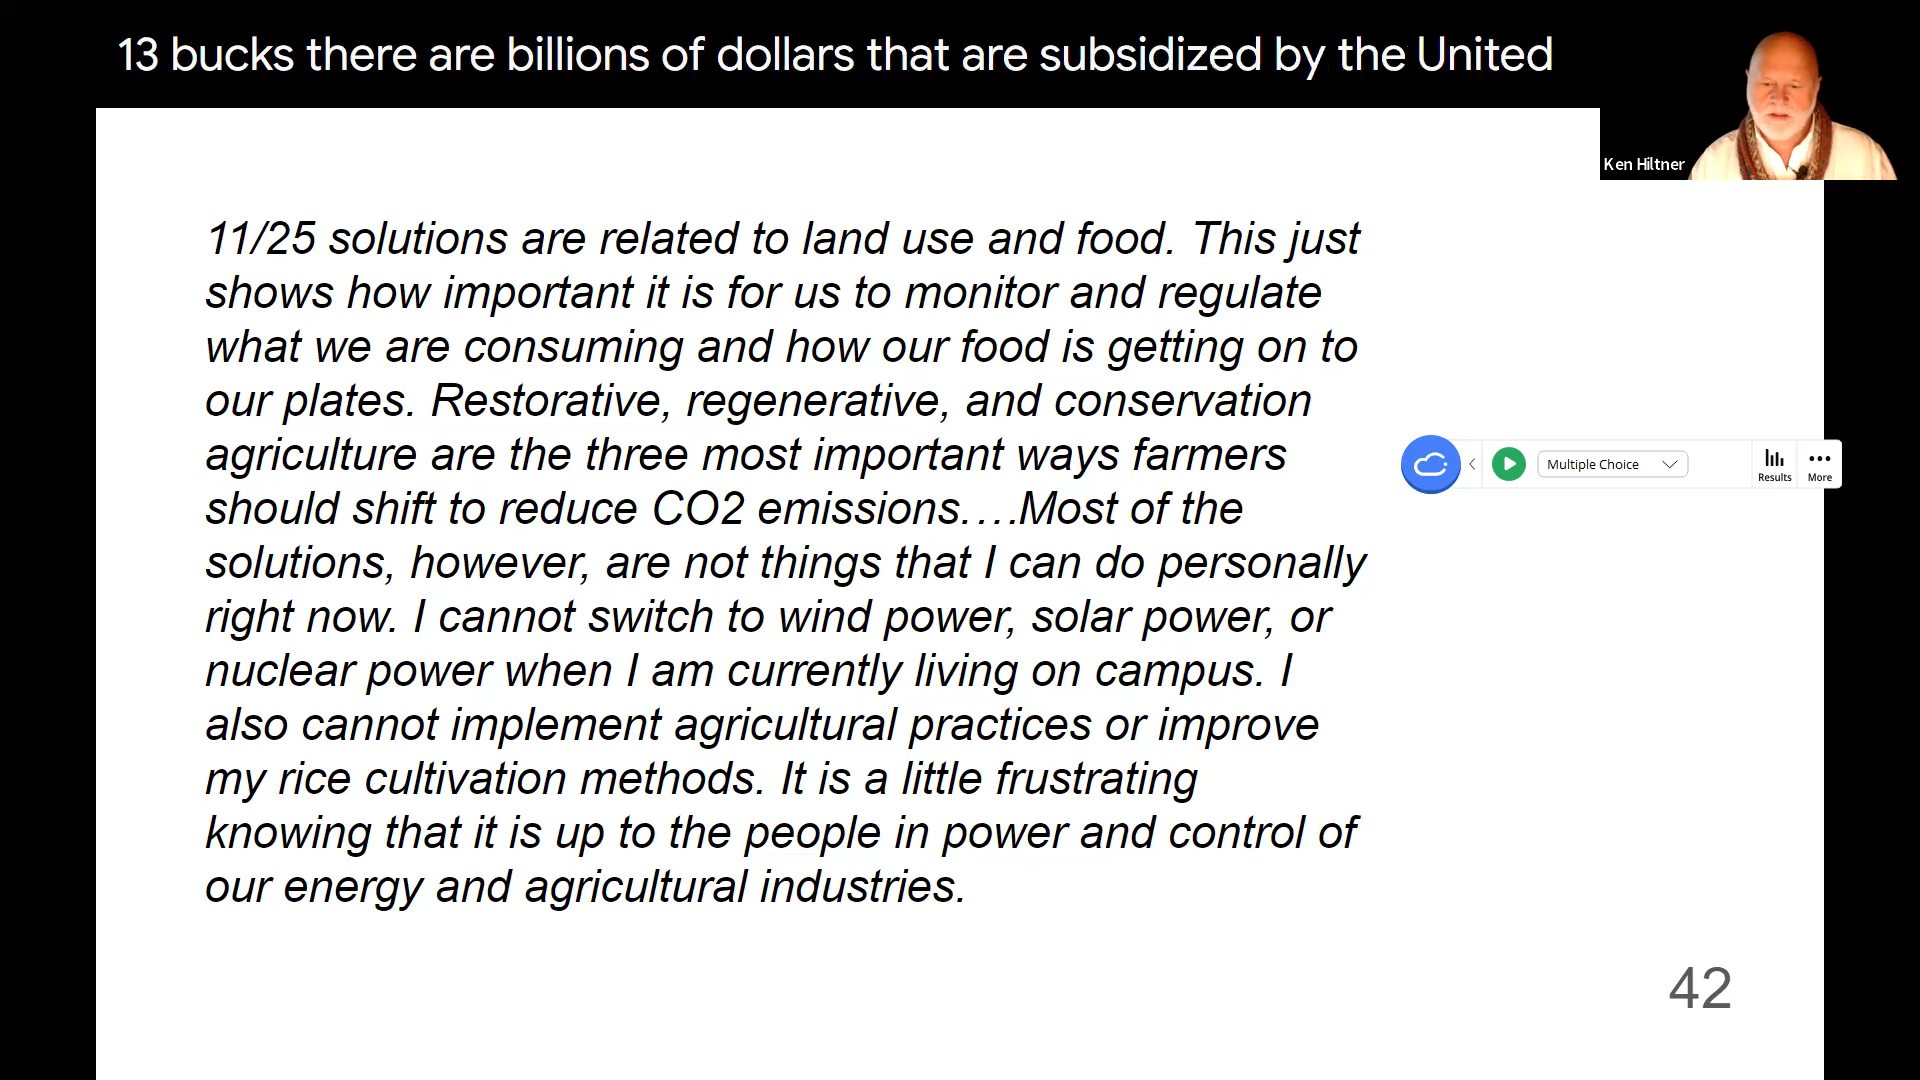 13 bucks there are billions of dollars that are subsidized by the United
Ken Hiltner
11/25 solutions are related to land use and food. This just
shows how important it is for us to monitor and regulate
what we are consuming and how our food is getting on to
our plates. Restorative, regenerative, and conservation
agriculture are the three most important ways farmers
should shift to reduce CO2 emissions….Most of the
solutions, however, are not things that I can do personally
right now. I cannot switch to wind power, solar power, or
nuclear power when I am currently living on campus. I
also cannot implement agricultural practices or improve
my rice cultivation methods. It is a little frustrating
knowing that it is up to the people in power and control of
our energy and agricultural industries.
Multiple Choice
Results
More
42